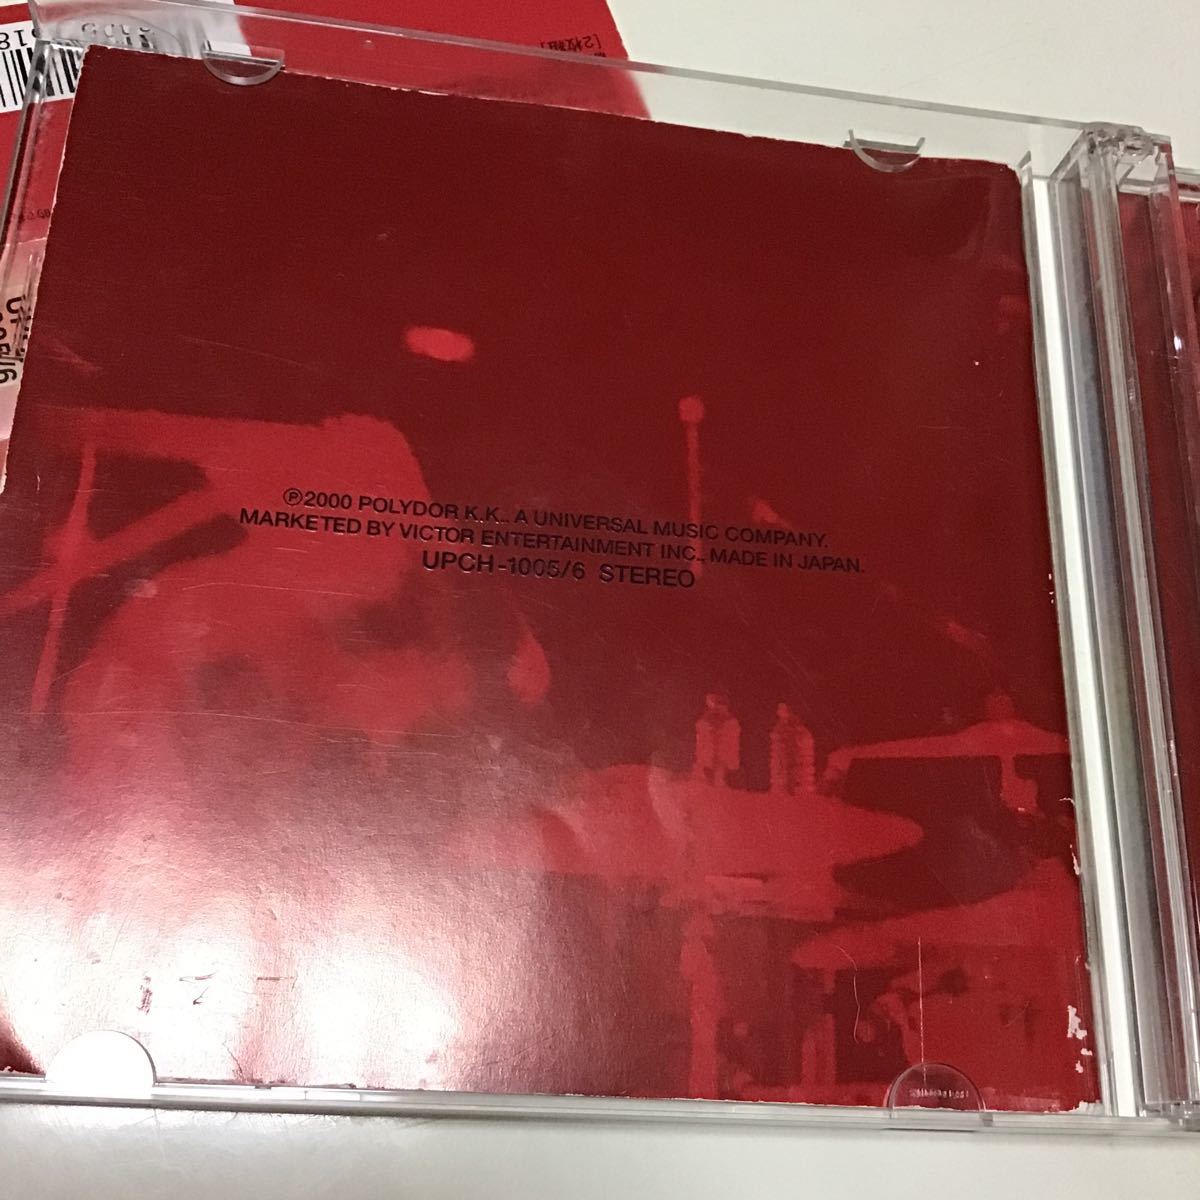 ℗2000 POLYDOR K.K., A UNIVERSAL MUSIC COMPANY.
MARKETED BY VICTOR ENTERTAINMENT INC., MADE IN JAPAN.
UPCH-1005/6 STEREO